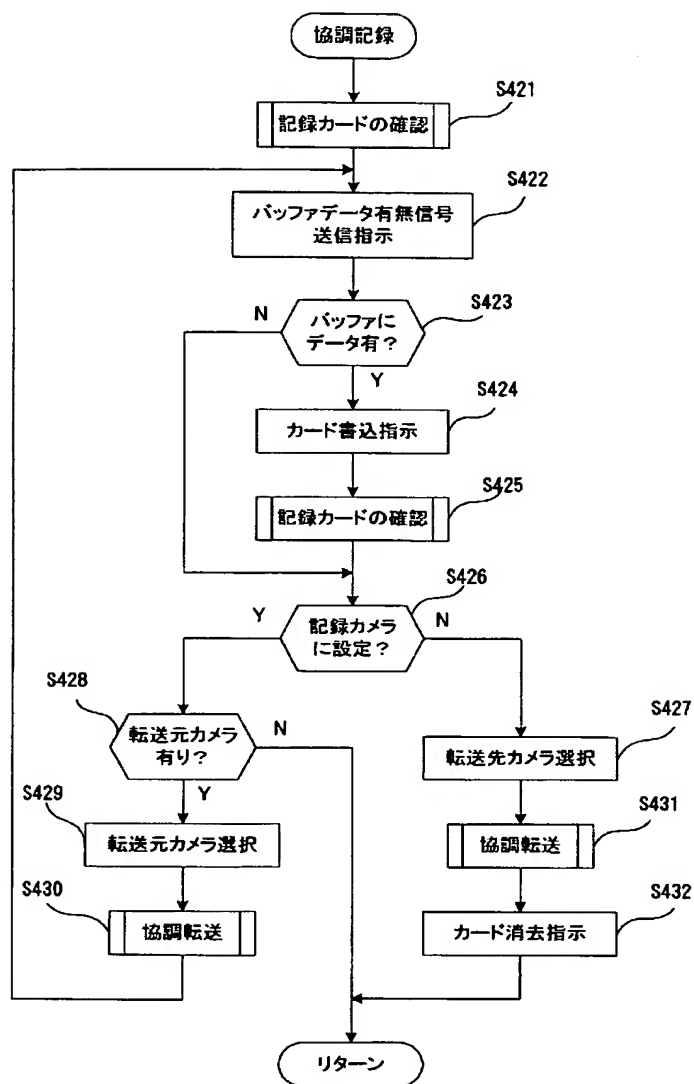 協調記録
S421
記録カードの確認
S422
バッファデータ有無信号
送信指示
S423
N
バッファに
データ有?
Y
S424
カード書込指示
S425
記録カードの確認
S426
Y
記録カメラ
に設定?
N
S428
転送元カメラ
有り?
N
S427
転送先カメラ選択
Y
S429
転送元カメラ選択
S431
協調転送
S430
協調転送
S432
カード消去指示
リターン